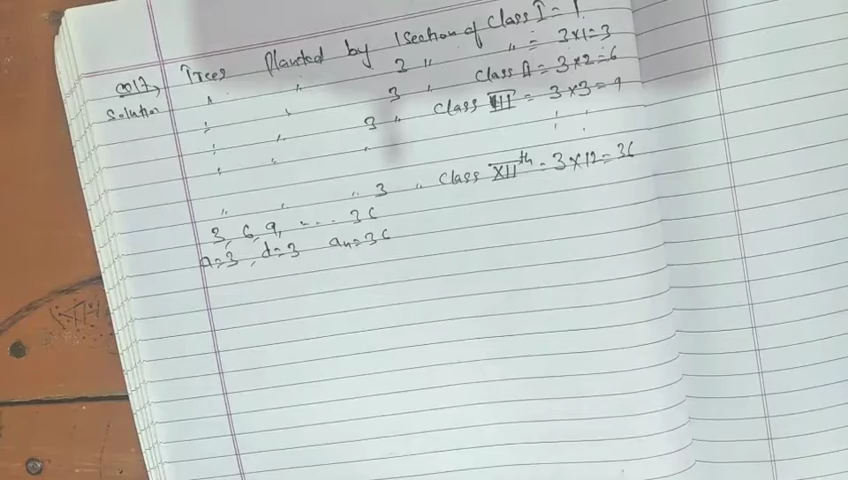 Q17, Trees Planted by 1 Section of Class I = 1
Solution " " 3 " " = 3×1=3
" " 3 " Class II = 3×2=6
" " 3 " Class III = 3×3=9
" " "
" " " 3 " Class XIIth = 3×12=36
3, 6, 9, ---- 36
a=3, d=3 an=36